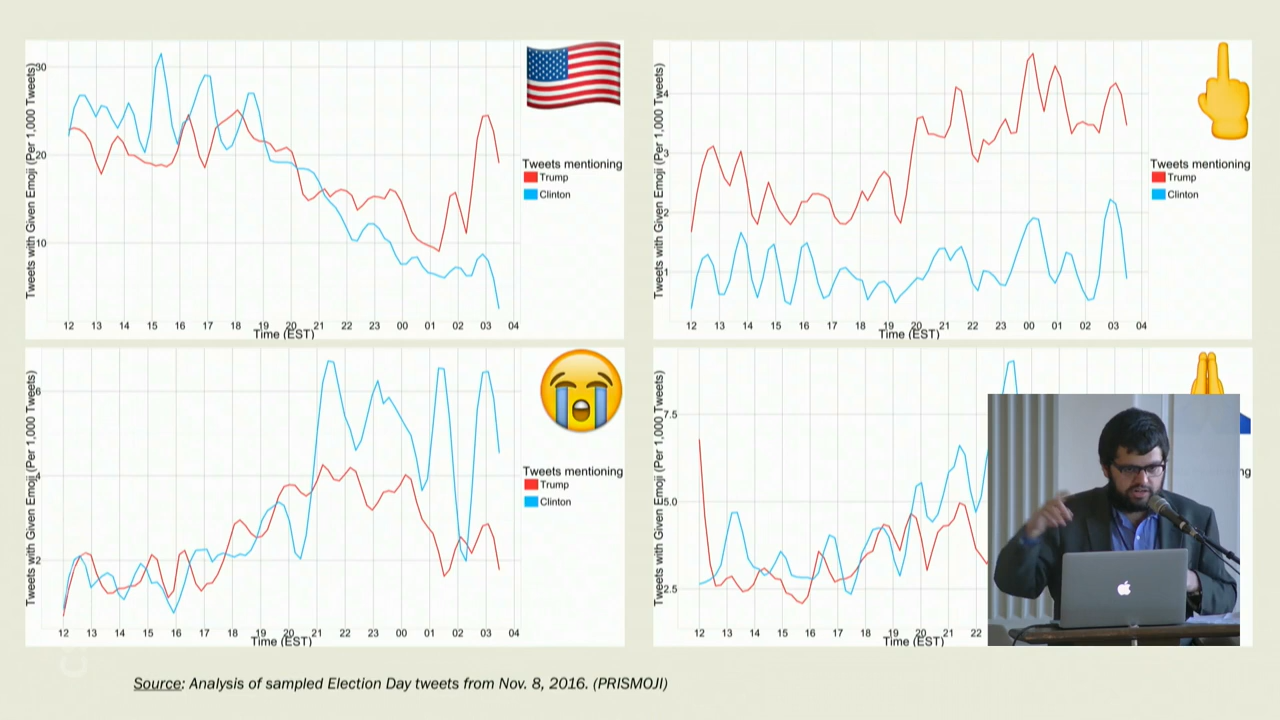 Tweets with Given Emoji (Per 1,000 Tweets)
30
20
10
12 13 14 15 16 17 18 19 20 21 22 23 00 01 02 03 04
Time (EST)
Tweets mentioning
Trump
Clinton
Tweets with Given Emoji (Per 1,000 Tweets)
4
3
2
1
12 13 14 15 16 17 18 19 20 21 22 23 00 01 02 03 04
Time (EST)
Tweets mentioning
Trump
Clinton
Tweets with Given Emoji (Per 1,000 Tweets)
6
4
2
12 13 14 15 16 17 18 19 20 21 22 23 00 01 02 03 04
Time (EST)
Tweets mentioning
Trump
Clinton
Tweets with Given Emoji (Per 1,000 Tweets)
7.5
5.0
2.5
12 13 14 15 16 17 18 19 20 21 22
Time (EST)
Source: Analysis of sampled Election Day tweets from Nov. 8, 2016. (PRISMOJI)